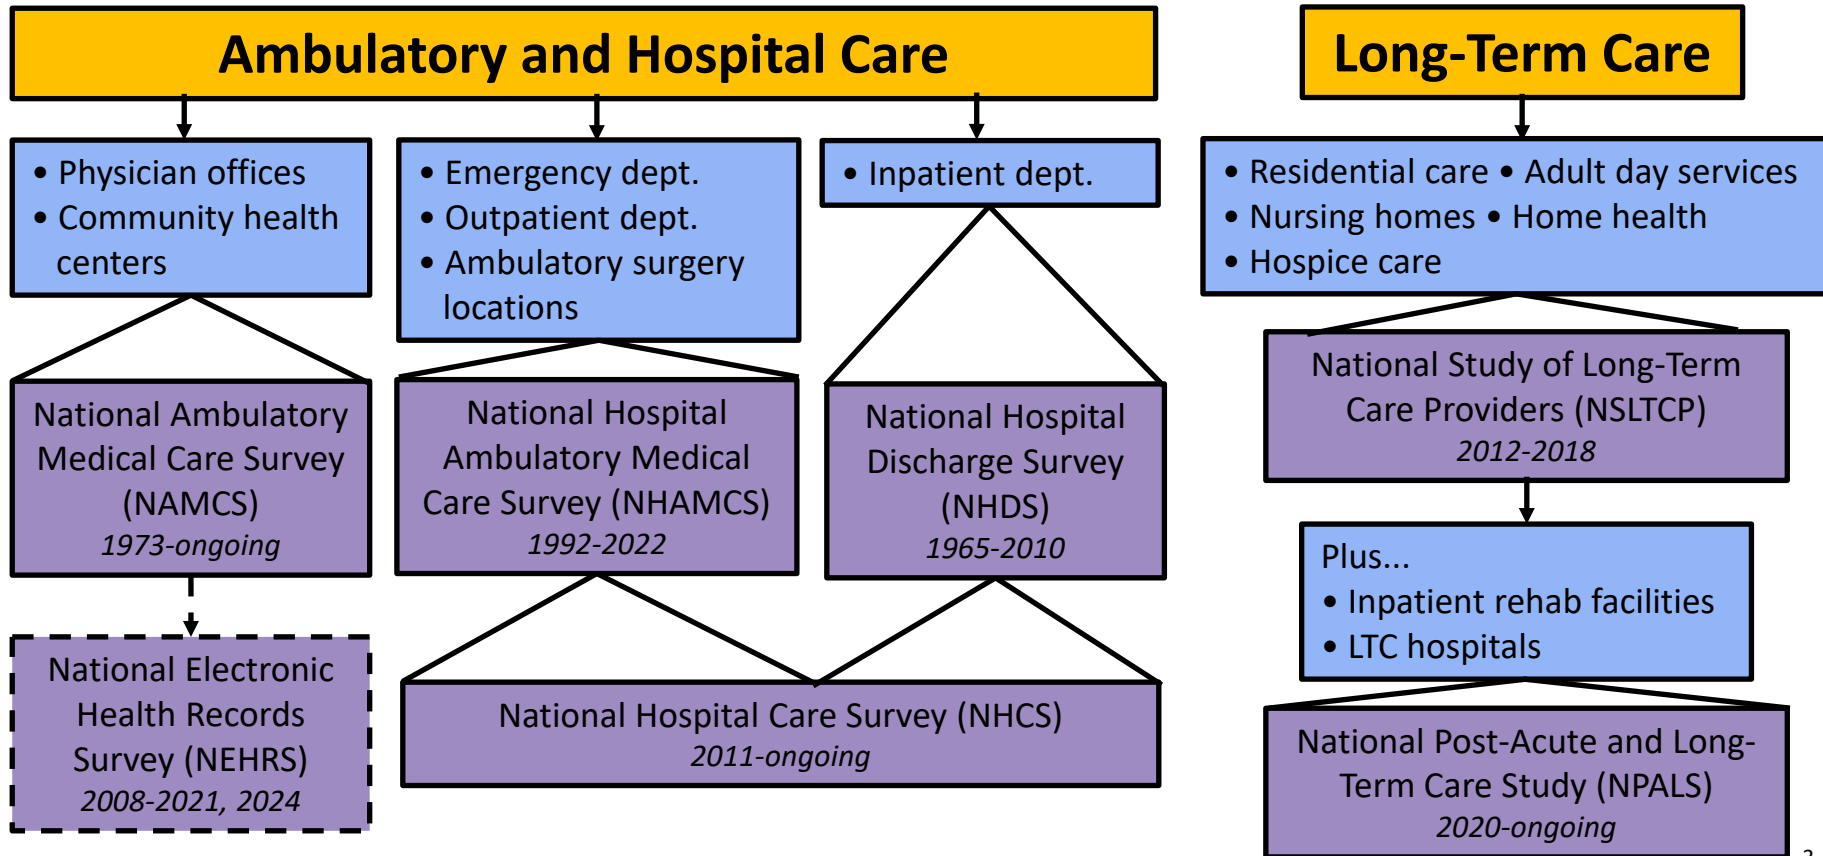 Ambulatory and Hospital Care
• Physician offices
• Community health
centers
• Emergency dept.
• Outpatient dept.
• Ambulatory surgery
locations
• Inpatient dept.
National Ambulatory
Medical Care Survey
(NAMCS)
1973-ongoing
National Hospital
Ambulatory Medical
Care Survey (NHAMCS)
1992-2022
National Hospital
Discharge Survey
(NHDS)
1965-2010
National Electronic
Health Records
Survey (NEHRS)
2008-2021, 2024
National Hospital Care Survey (NHCS)
2011-ongoing
Long-Term Care
• Residential care • Adult day services
• Nursing homes • Home health
• Hospice care
National Study of Long-Term
Care Providers (NSLTCP)
2012-2018
Plus...
• Inpatient rehab facilities
• LTC hospitals
National Post-Acute and Long-
Term Care Study (NPALS)
2020-ongoing